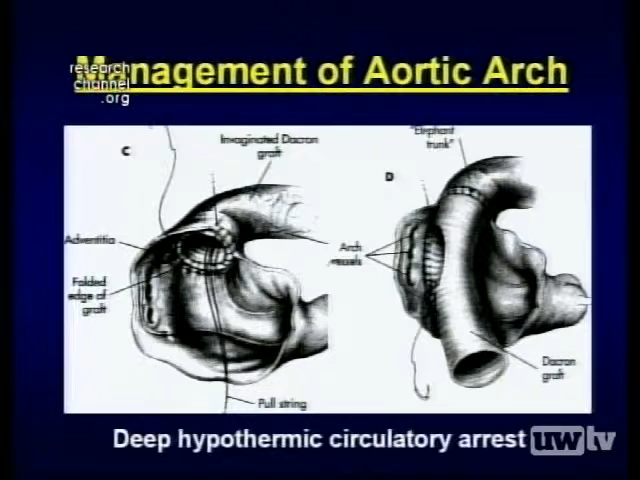 Management of Aortic Arch
research
channel
.org
C
Invaginated Dacron
graft
Adventitia
Folded
edge of
graft
Pull string
"Elephant
trunk"
D
Arch
vessels
Dacron
graft
Deep hypothermic circulatory arrest
uwtv